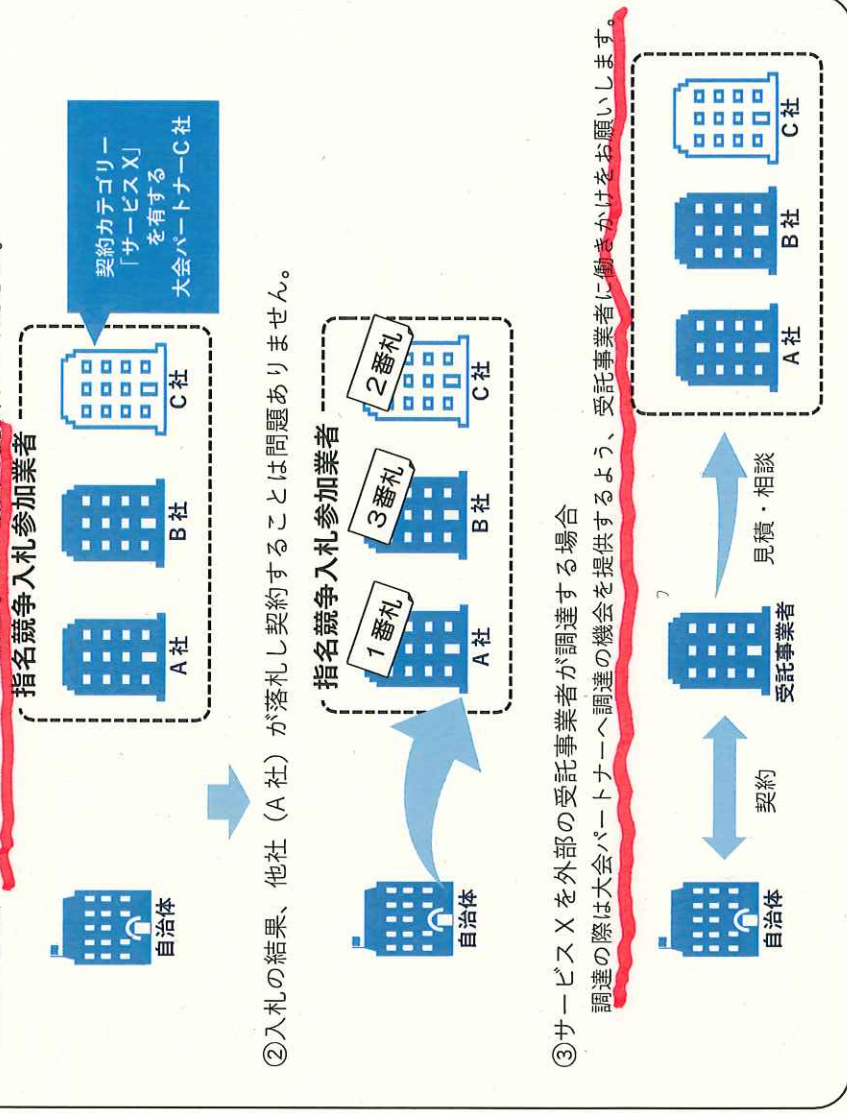 指名競争入札参加業者
契約カテゴリー
「サービスX」
を有する
大会パートナーC社
自治体
A社
B社
C社
②入札の結果、他社（A社）が落札し契約することは問題ありません。
指名競争入札参加業者
1番札
3番札
2番札
自治体
A社
B社
C社
③サービスXを外部の受託事業者が調達する場合
調達の際は大会パートナーへ調達の機会を提供するよう、受託事業者に働きかけをお願いします。
自治体
契約
受託事業者
見積・相談
A社
B社
C社